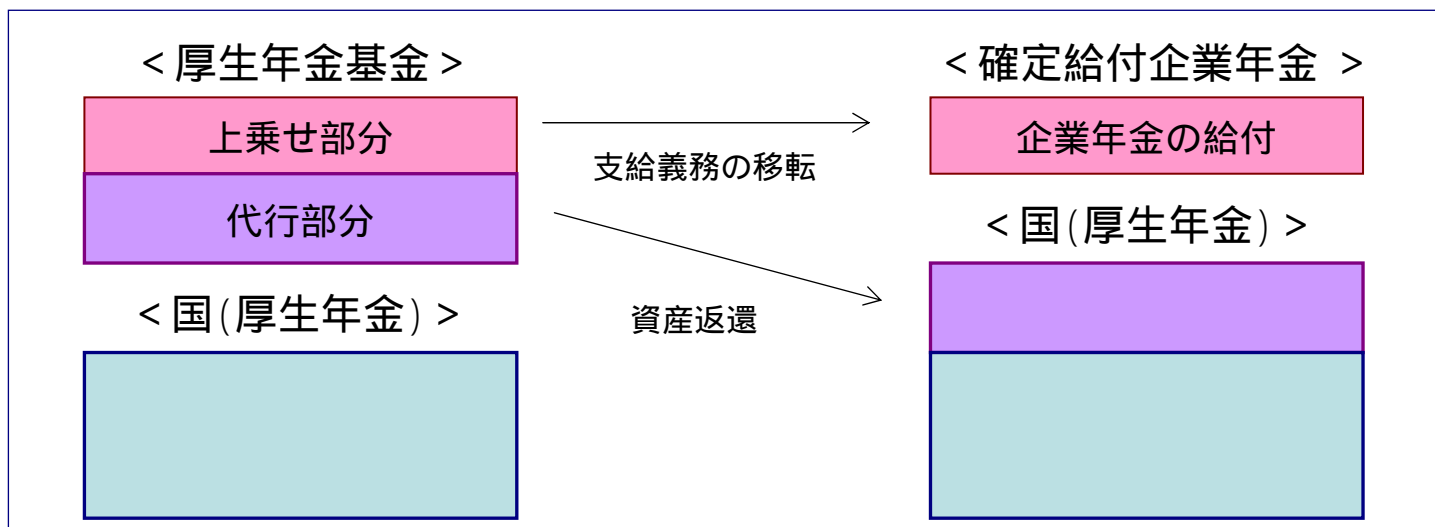 ＜厚生年金基金＞
上乗せ部分
代行部分
＜国(厚生年金)＞
支給義務の移転
資産返還
＜確定給付企業年金 ＞
企業年金の給付
＜国(厚生年金)＞